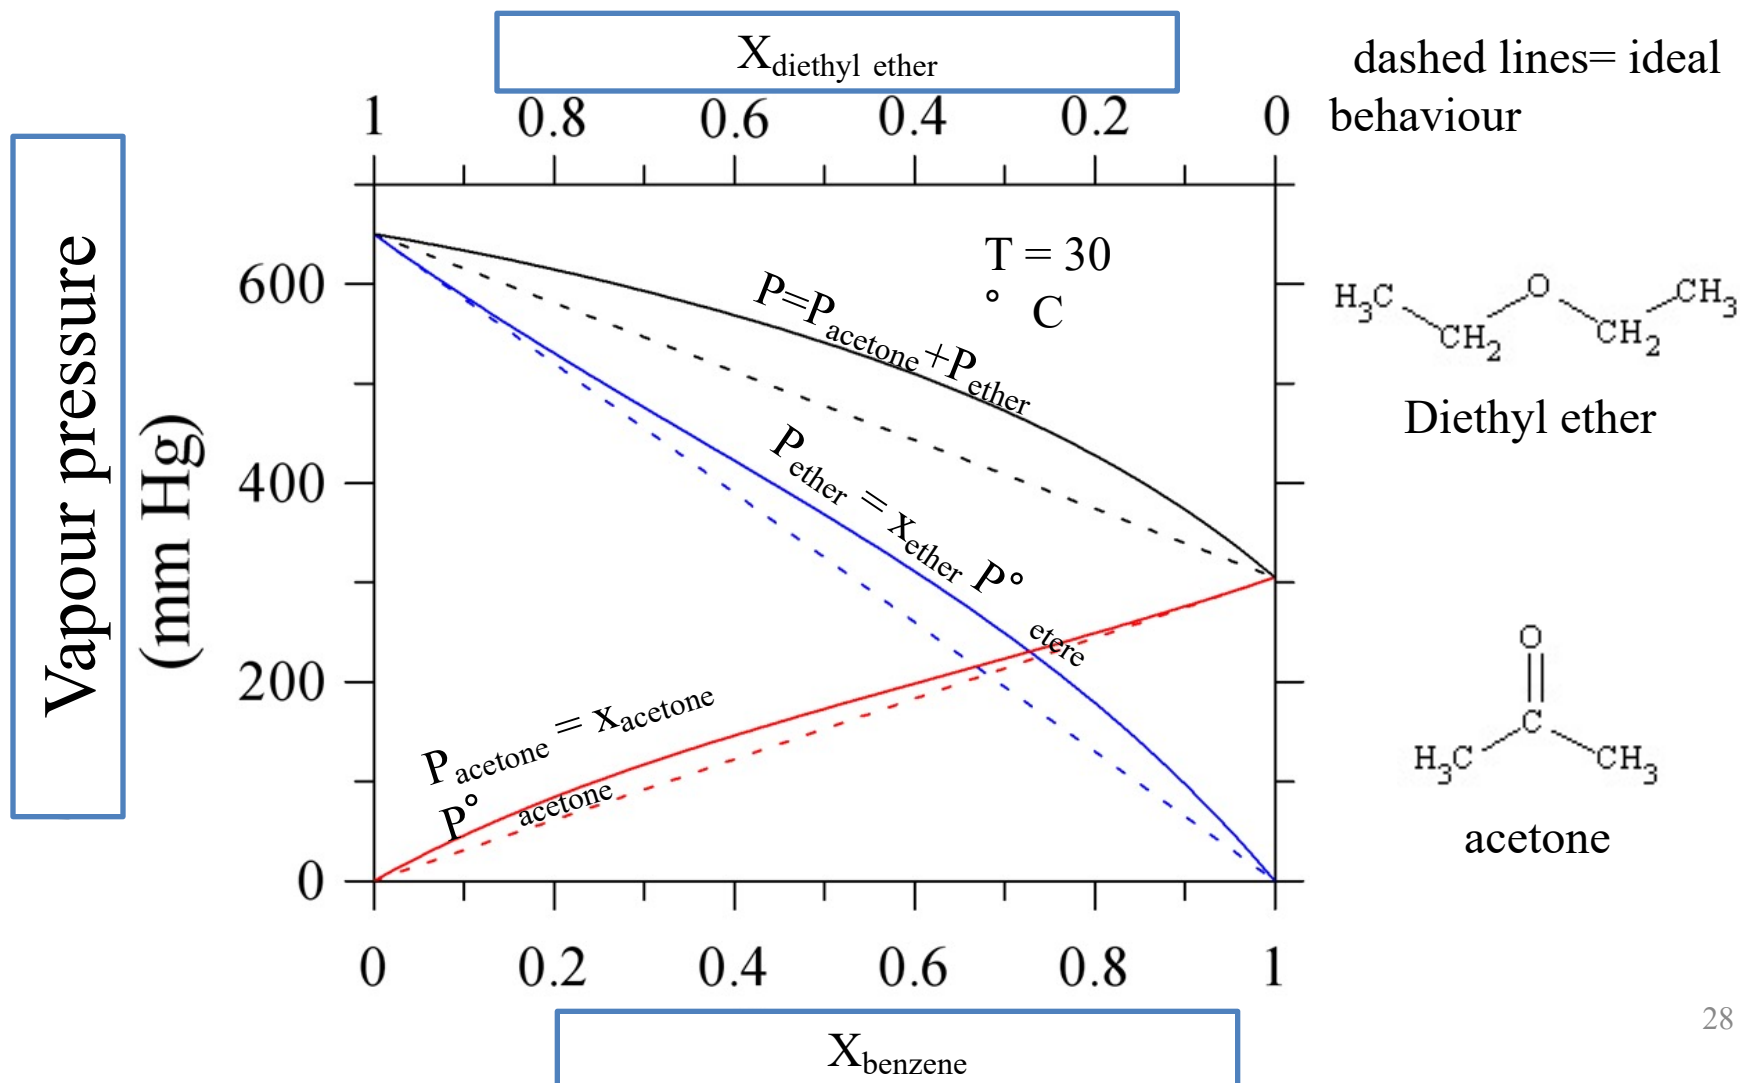 X diethyl ether
dashed lines= ideal
behaviour
1 0.8 0.6 0.4 0.2 0
Vapour pressure
(mm Hg)
600
400
200
0
T = 30
° C
P=Pacetone+Pether
Pether = xether P°
etere
Pacetone = xacetone
P° acetone
0 0.2 0.4 0.6 0.8 1
Xbenzene
H3C CH2 O CH2 CH3
Diethyl ether
O
H3C C CH3
acetone
28